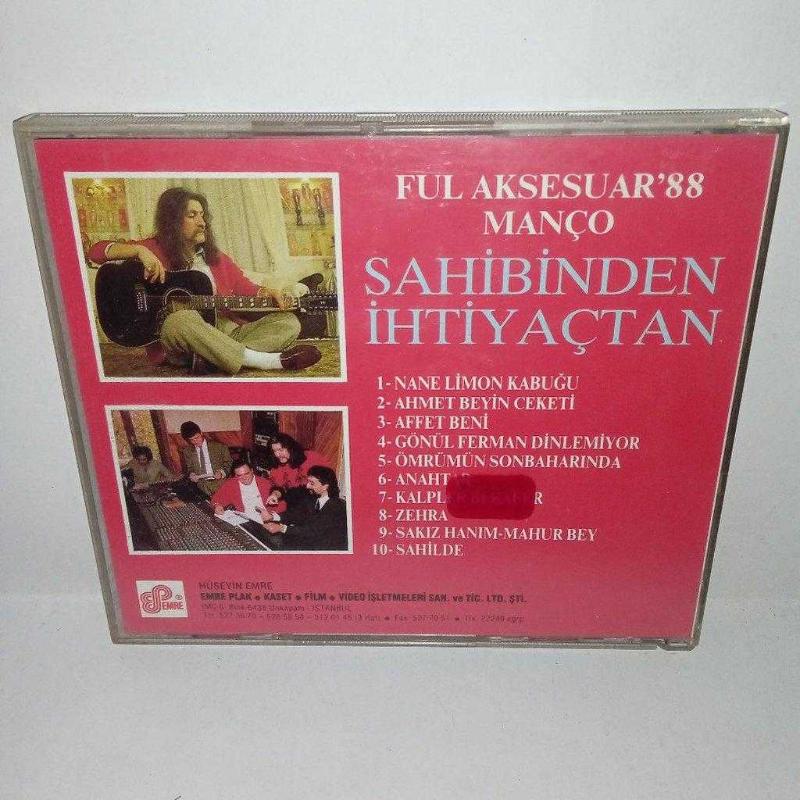 FUL AKSESUAR'88
MANÇO
SAHİBİNDEN
İHTİYAÇTAN
1- NANE LİMON KABUĞU
2- AHMET BEYİN CEKETİ
3- AFFET BENİ
4- GÖNÜL FERMAN DİNLEMİYOR
5- ÖMRÜMÜN SONBAHARINDA
6- ANAHTAR
7-
8- ZEHRA
9- SAKIZ HANIM-MAHUR BEY
10- SAHİLDE
EMRE
HÜSEYİN EMRE
EMRE PLAK • KASET • FİLM • VİDEO İŞLETMELERİ SAN. ve TİC. LTD. ŞTİ.
Unkapanı - İSTANBUL